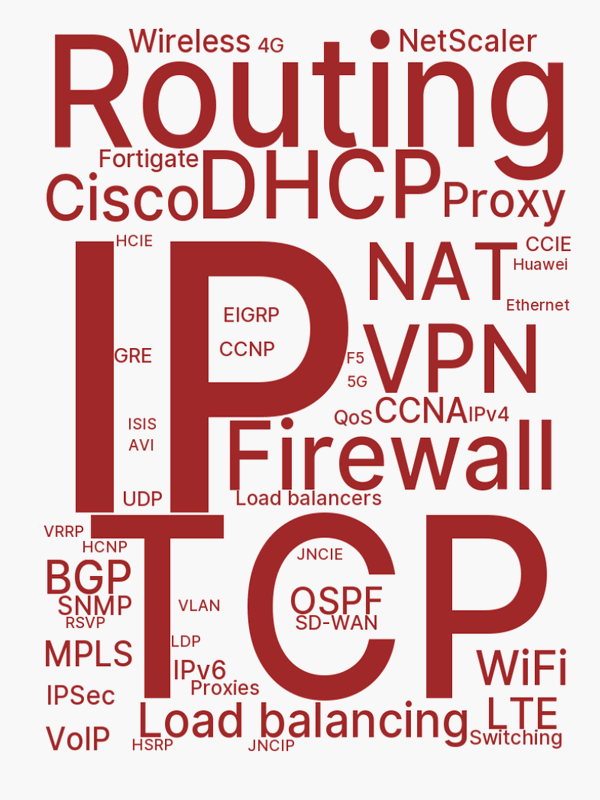 Wireless 4G NetScaler
Routing
Fortigate
Cisco DHCP Proxy
HCIE
IP
NAT
CCIE
Huawei
Ethernet
EIGRP
CCNP
GRE
F5
5G
VPN
QoS CCNA IPv4
ISIS
AVI
Firewall
UDP
Load balancers
VRRP
HCNP
TCP
JNCIE
BGP
SNMP
RSVP
VLAN
OSPF
SD-WAN
LDP
MPLS
IPv6
Proxies
WiFi
IPSec
LTE
Load balancing
Switching
VoIP
HSRP
JNCIP